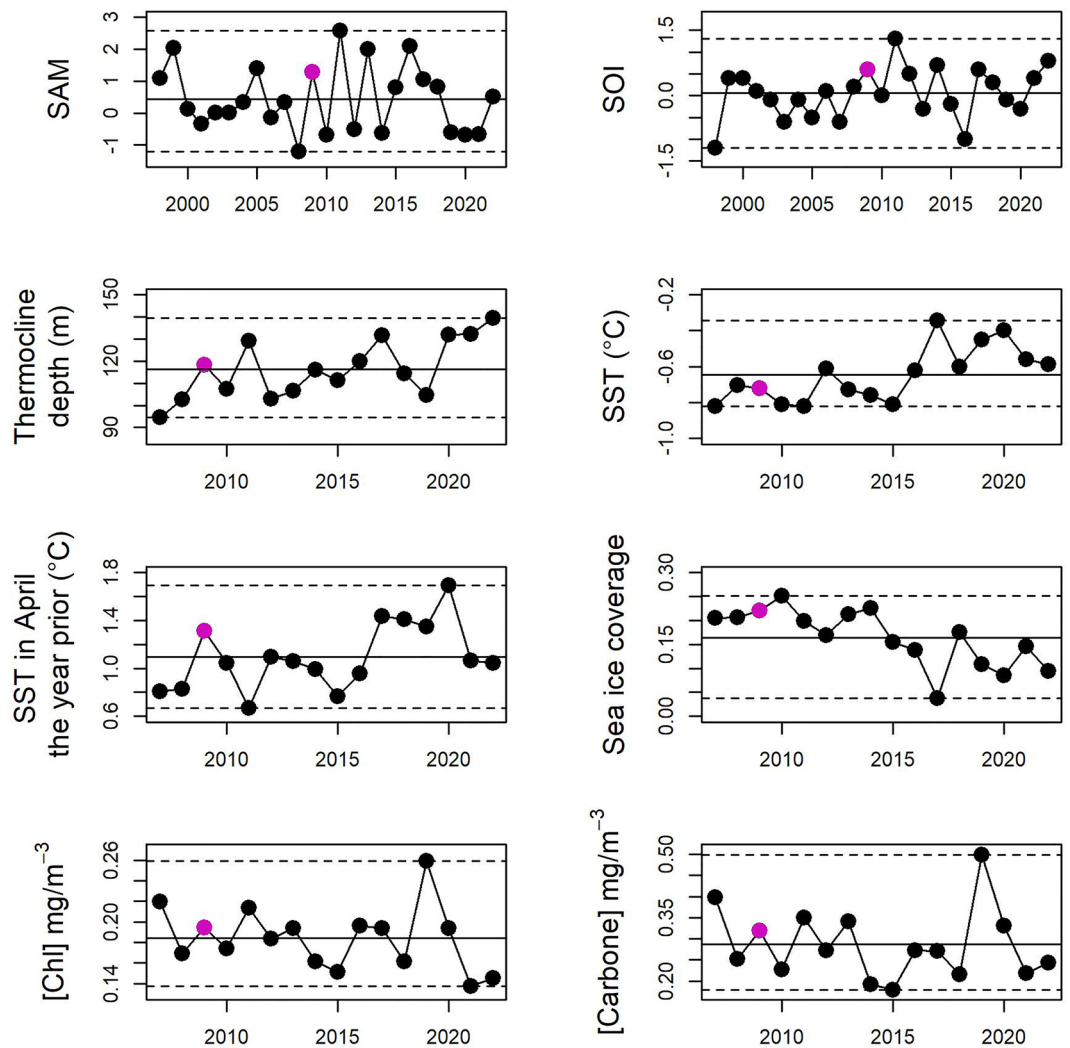 SAM
3
2
1
0
-1
2000 2005 2010 2015 2020
SOI
1.5
0.0
-1.5
2000 2005 2010 2015 2020
Thermocline
depth (m)
150
120
90
2010 2015 2020
SST (°C)
-0.2
-0.6
-1.0
2010 2015 2020
SST in April
the year prior (°C)
1.8
1.4
1.0
0.6
2010 2015 2020
Sea ice coverage
0.30
0.15
0.00
2010 2015 2020
[Chl] mg/m−3
0.26
0.20
0.14
2010 2015 2020
[Carbone] mg/m−3
0.50
0.35
0.20
2010 2015 2020